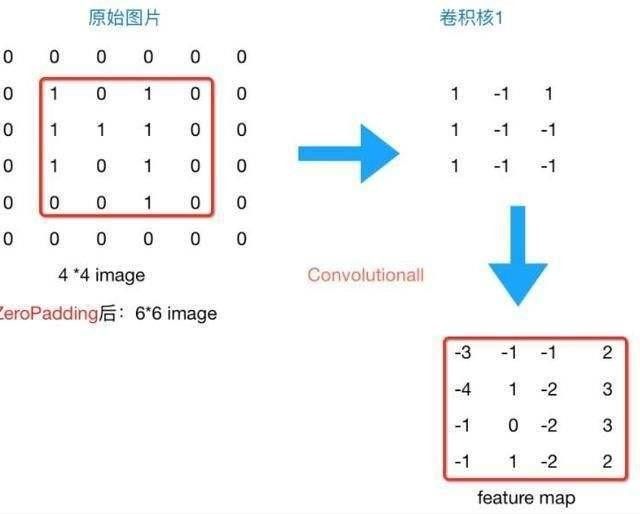 原始图片
0 0 0 0 0 0
0 1 0 1 0 0
0 1 1 1 0 0
0 1 0 1 0 0
0 0 0 1 0 0
0 0 0 0 0 0
4 *4 image
ZeroPadding后：6*6 image
卷积核1
1 -1 1
1 -1 -1
1 -1 -1
Convolutionall
-3 -1 -1 2
-4 1 -2 3
-1 0 -2 3
-1 1 -2 2
feature map